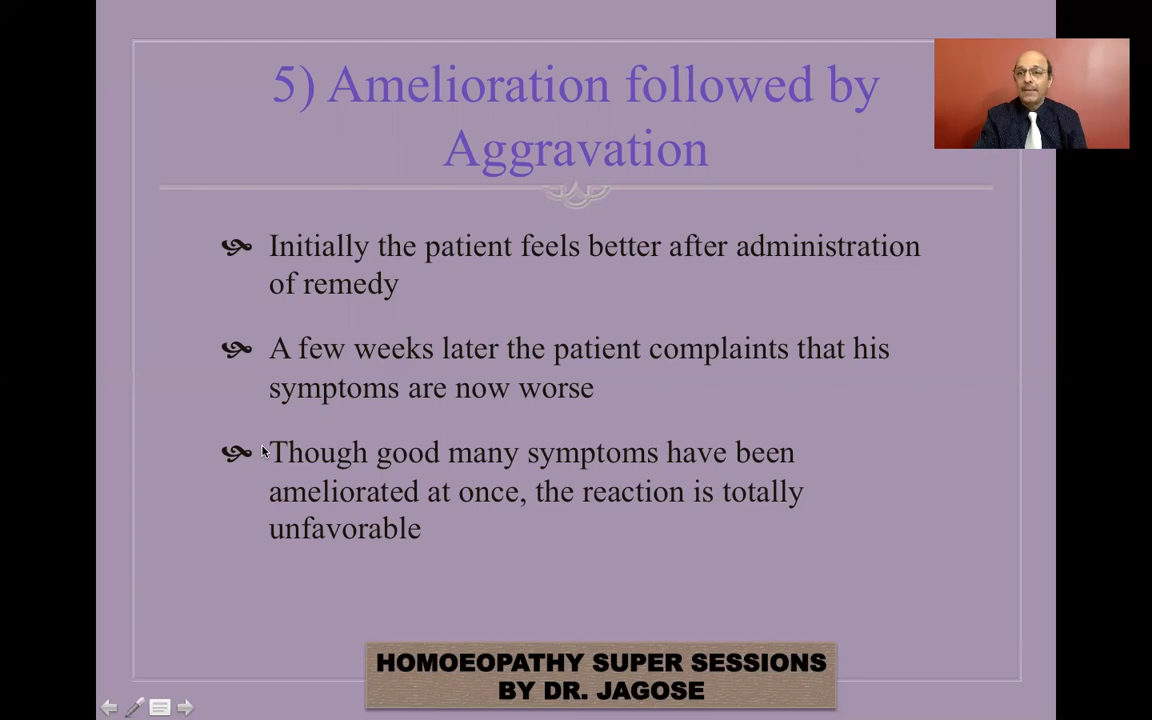 5) Amelioration followed by
Aggravation
Initially the patient feels better after administration
of remedy
A few weeks later the patient complaints that his
symptoms are now worse
Though good many symptoms have been
ameliorated at once, the reaction is totally
unfavorable
HOMOEOPATHY SUPER SESSIONS
BY DR. JAGOSE